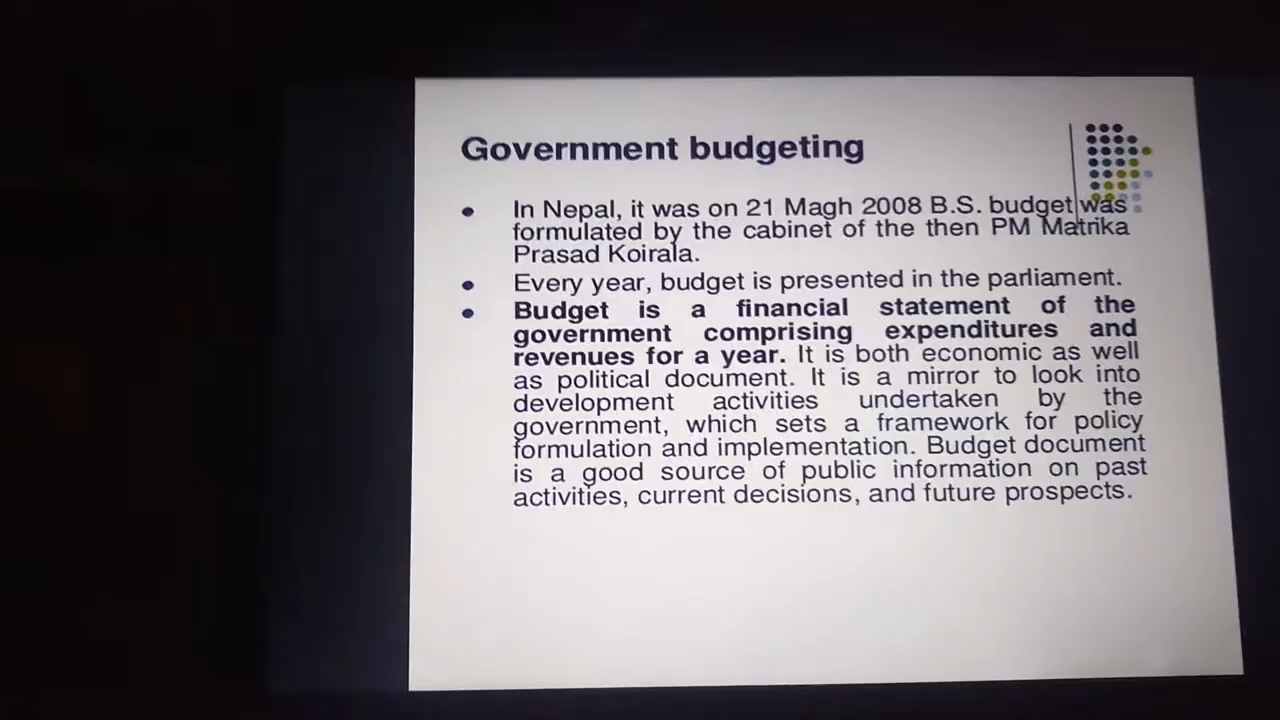 Government budgeting
In Nepal, it was on 21 Magh 2008 B.S. budget was
formulated by the cabinet of the then PM Matrika
Prasad Koirala.
Every year, budget is presented in the parliament.
Budget is a financial statement of the
government comprising expenditures and
revenues for a year. It is both economic as well
as political document. It is a mirror to look into
development activities undertaken by the
government, which sets a framework for policy
formulation and implementation. Budget document
is a good source of public information on past
activities, current decisions, and future prospects.